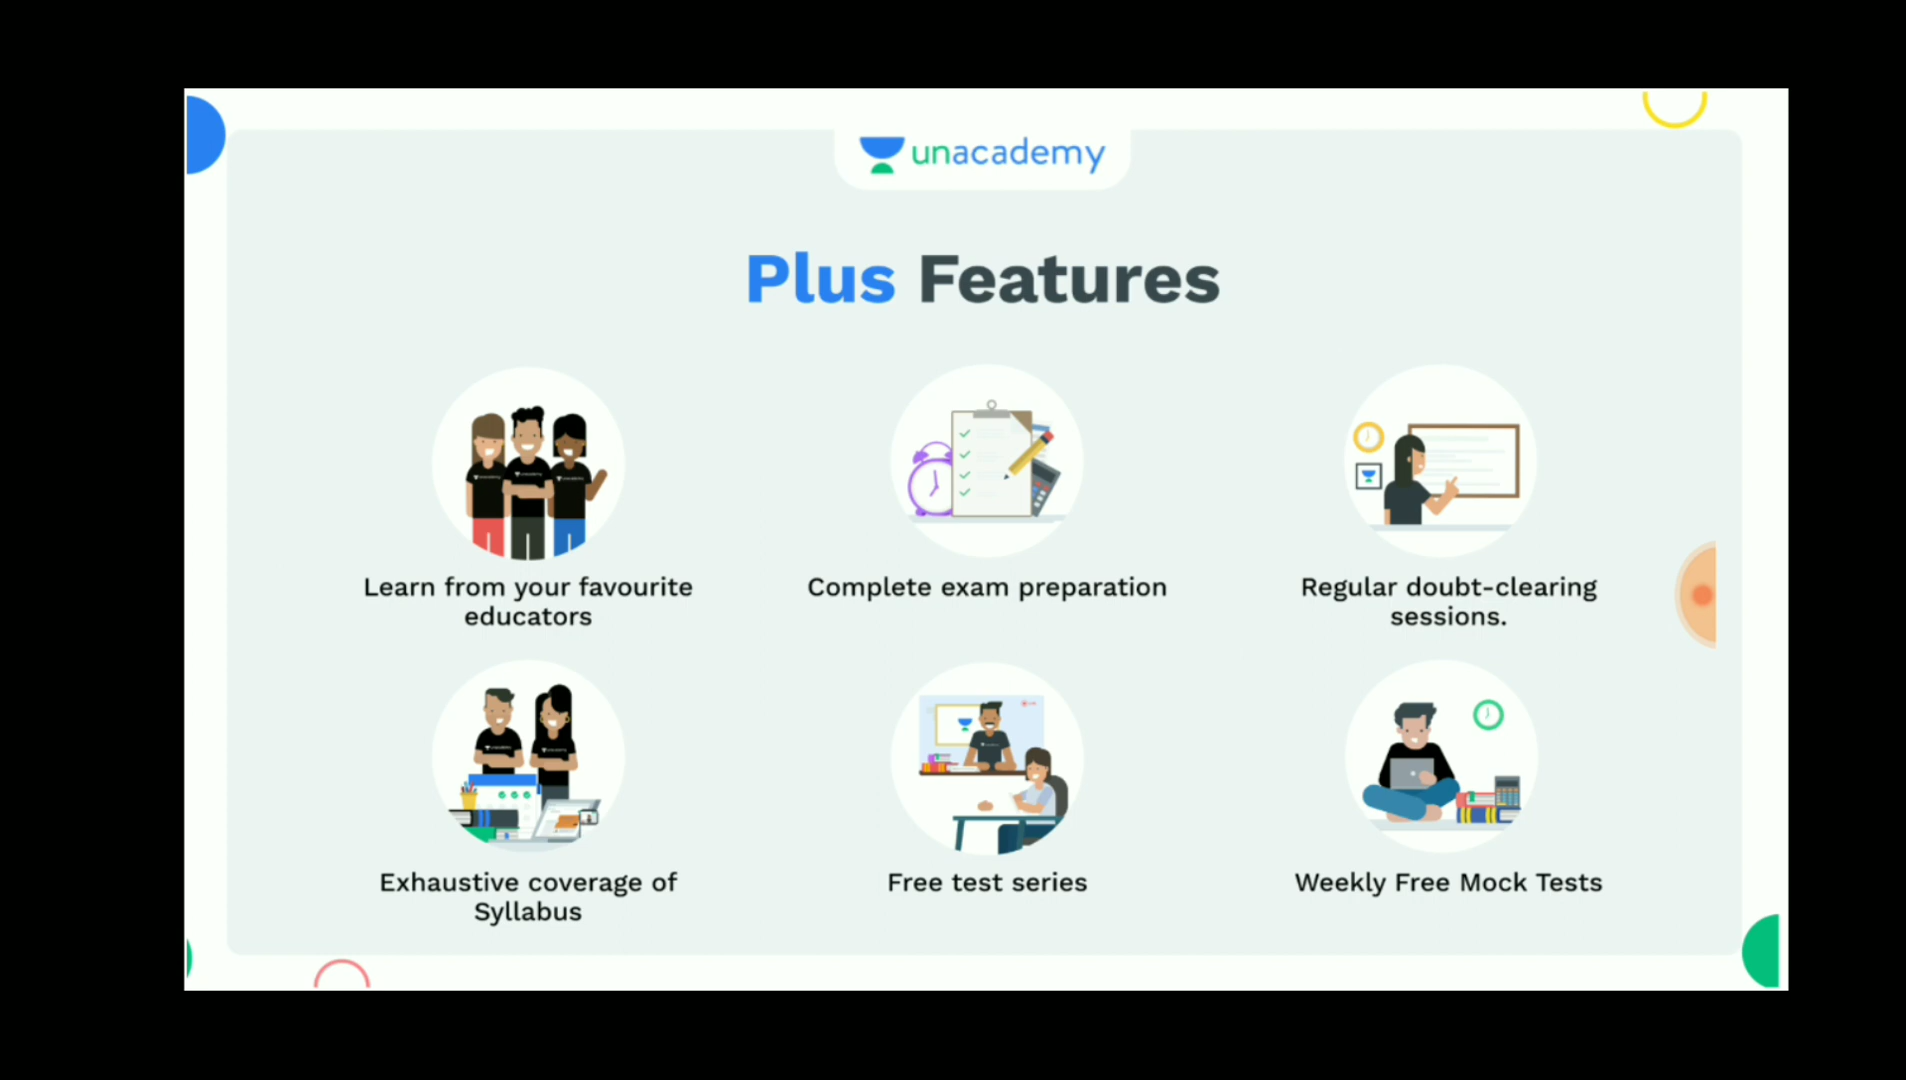 unacademy
Plus Features
Learn from your favourite
educators
Complete exam preparation
Regular doubt-clearing
sessions.
Exhaustive coverage of
Syllabus
Free test series
Weekly Free Mock Tests